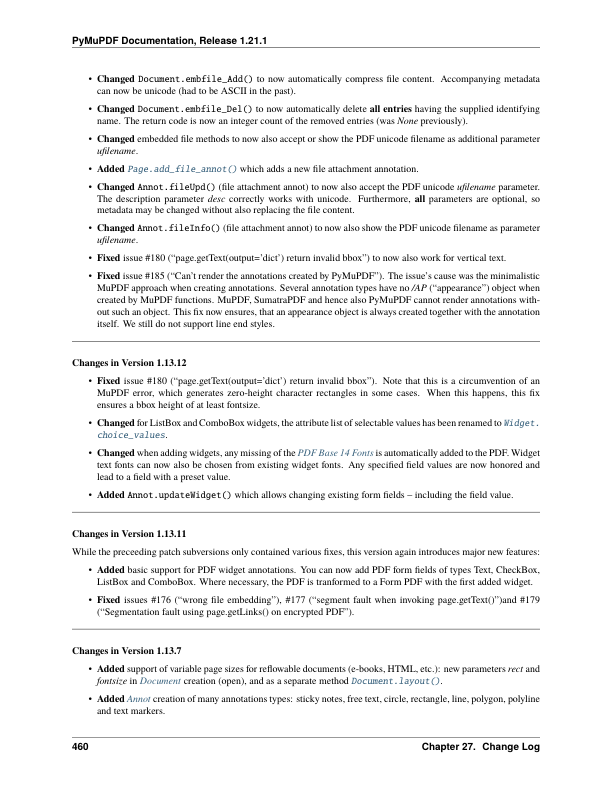 PyMuPDF Documentation, Release 1.21.1
• Changed Document.embfile_Add() to now automatically compress file content. Accompanying metadata
can now be unicode (had to be ASCII in the past).
• Changed Document.embfile_Del() to now automatically delete all entries having the supplied identifying
name. The return code is now an integer count of the removed entries (was None previously).
• Changed embedded file methods to now also accept or show the PDF unicode filename as additional parameter
ufilename.
• Added Page.add_file_annot() which adds a new file attachment annotation.
• Changed Annot.fileUpd() (file attachment annot) to now also accept the PDF unicode ufilename parameter.
The description parameter desc correctly works with unicode. Furthermore, all parameters are optional, so
metadata may be changed without also replacing the file content.
• Changed Annot.fileInfo() (file attachment annot) to now also show the PDF unicode filename as parameter
ufilename.
• Fixed issue #180 (“page.getText(output=’dict’) return invalid bbox”) to now also work for vertical text.
• Fixed issue #185 (“Can’t render the annotations created by PyMuPDF”). The issue’s cause was the minimalistic
MuPDF approach when creating annotations. Several annotation types have no /AP (“appearance”) object when
created by MuPDF functions. MuPDF, SumatraPDF and hence also PyMuPDF cannot render annotations with-
out such an object. This fix now ensures, that an appearance object is always created together with the annotation
itself. We still do not support line end styles.
Changes in Version 1.13.12
• Fixed issue #180 (“page.getText(output=’dict’) return invalid bbox”). Note that this is a circumvention of an
MuPDF error, which generates zero-height character rectangles in some cases. When this happens, this fix
ensures a bbox height of at least fontsize.
• Changed for ListBox and ComboBox widgets, the attribute list of selectable values has been renamed to Widget.
choice_values.
• Changed when adding widgets, any missing of the PDF Base 14 Fonts is automatically added to the PDF. Widget
text fonts can now also be chosen from existing widget fonts. Any specified field values are now honored and
lead to a field with a preset value.
• Added Annot.updateWidget() which allows changing existing form fields – including the field value.
Changes in Version 1.13.11
While the preceeding patch subversions only contained various fixes, this version again introduces major new features:
• Added basic support for PDF widget annotations. You can now add PDF form fields of types Text, CheckBox,
ListBox and ComboBox. Where necessary, the PDF is tranformed to a Form PDF with the first added widget.
• Fixed issues #176 (“wrong file embedding”), #177 (“segment fault when invoking page.getText()”)and #179
(“Segmentation fault using page.getLinks() on encrypted PDF”).
Changes in Version 1.13.7
• Added support of variable page sizes for reflowable documents (e-books, HTML, etc.): new parameters rect and
fontsize in Document creation (open), and as a separate method Document.layout().
• Added Annot creation of many annotations types: sticky notes, free text, circle, rectangle, line, polygon, polyline
and text markers.
460 Chapter 27. Change Log